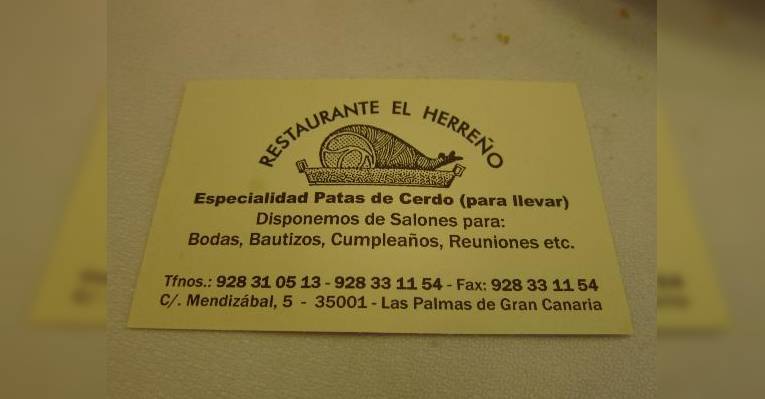 RESTAURANTE EL HERREÑO
Especialidad Patas de Cerdo (para llevar)
Disponemos de Salones para:
Bodas, Bautizos, Cumpleaños, Reuniones etc.
Tfnos.: 928 31 05 13 - 928 33 11 54 - Fax: 928 33 11 54
C/. Mendizábal, 5 - 35001 - Las Palmas de Gran Canaria